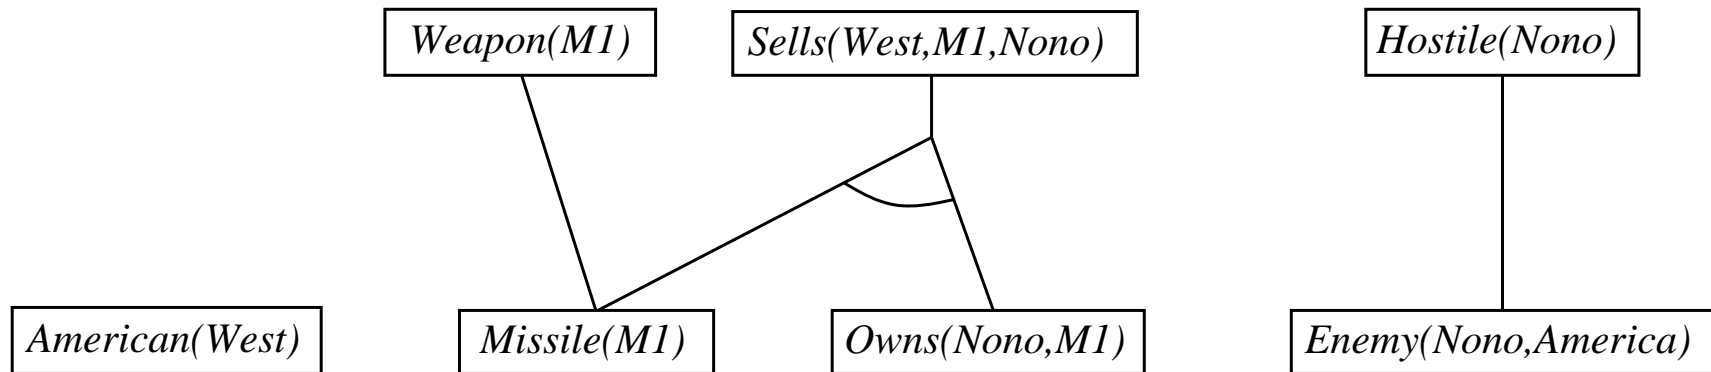 Weapon(M1)
Sells(West,M1,Nono)
Hostile(Nono)
American(West)
Missile(M1)
Owns(Nono,M1)
Enemy(Nono,America)